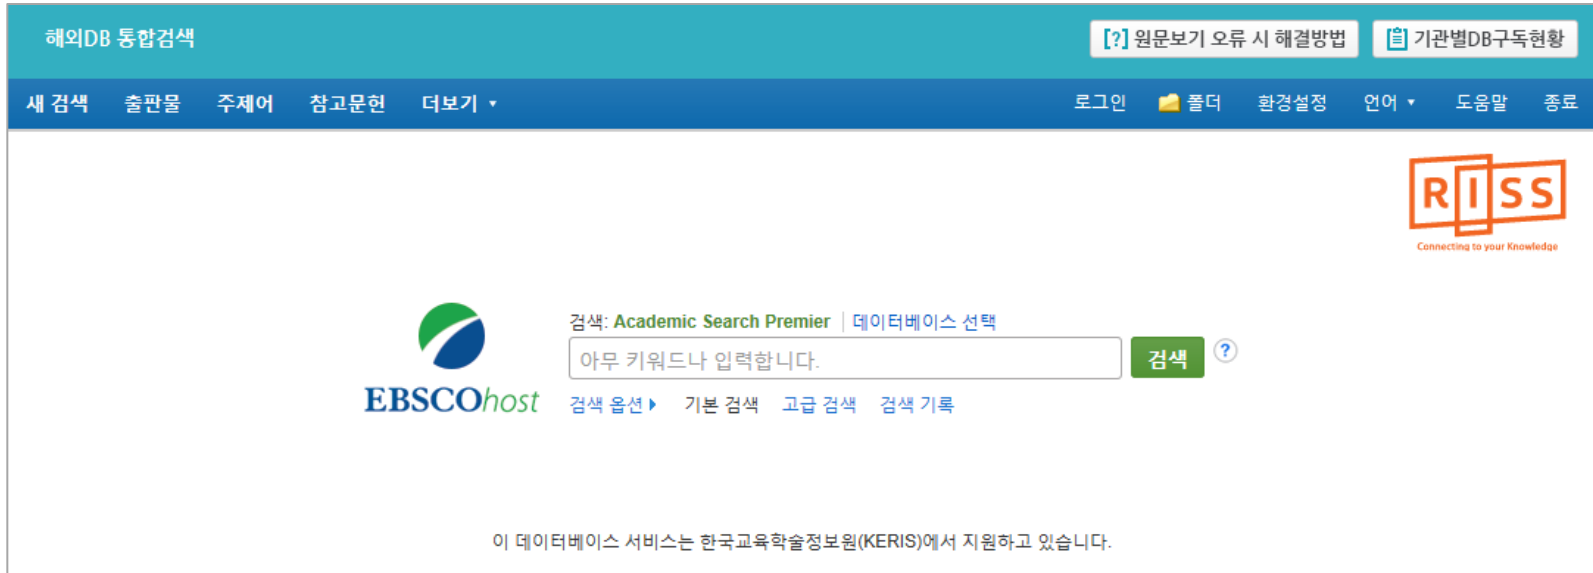 해외DB 통합검색
[?] 원문보기 오류 시 해결방법
기관별DB구독현황
새 검색 출판물 주제어 참고문헌 더보기
로그인 폴더 환경설정 언어 도움말 종료
RISS
Connecting to your Knowledge
검색: Academic Search Premier 데이터베이스 선택
아무 키워드나 입력합니다.
검색
?
EBSCOhost
검색 옵션 기본 검색 고급 검색 검색 기록
이 데이터베이스 서비스는 한국교육학술정보원(KERIS)에서 지원하고 있습니다.